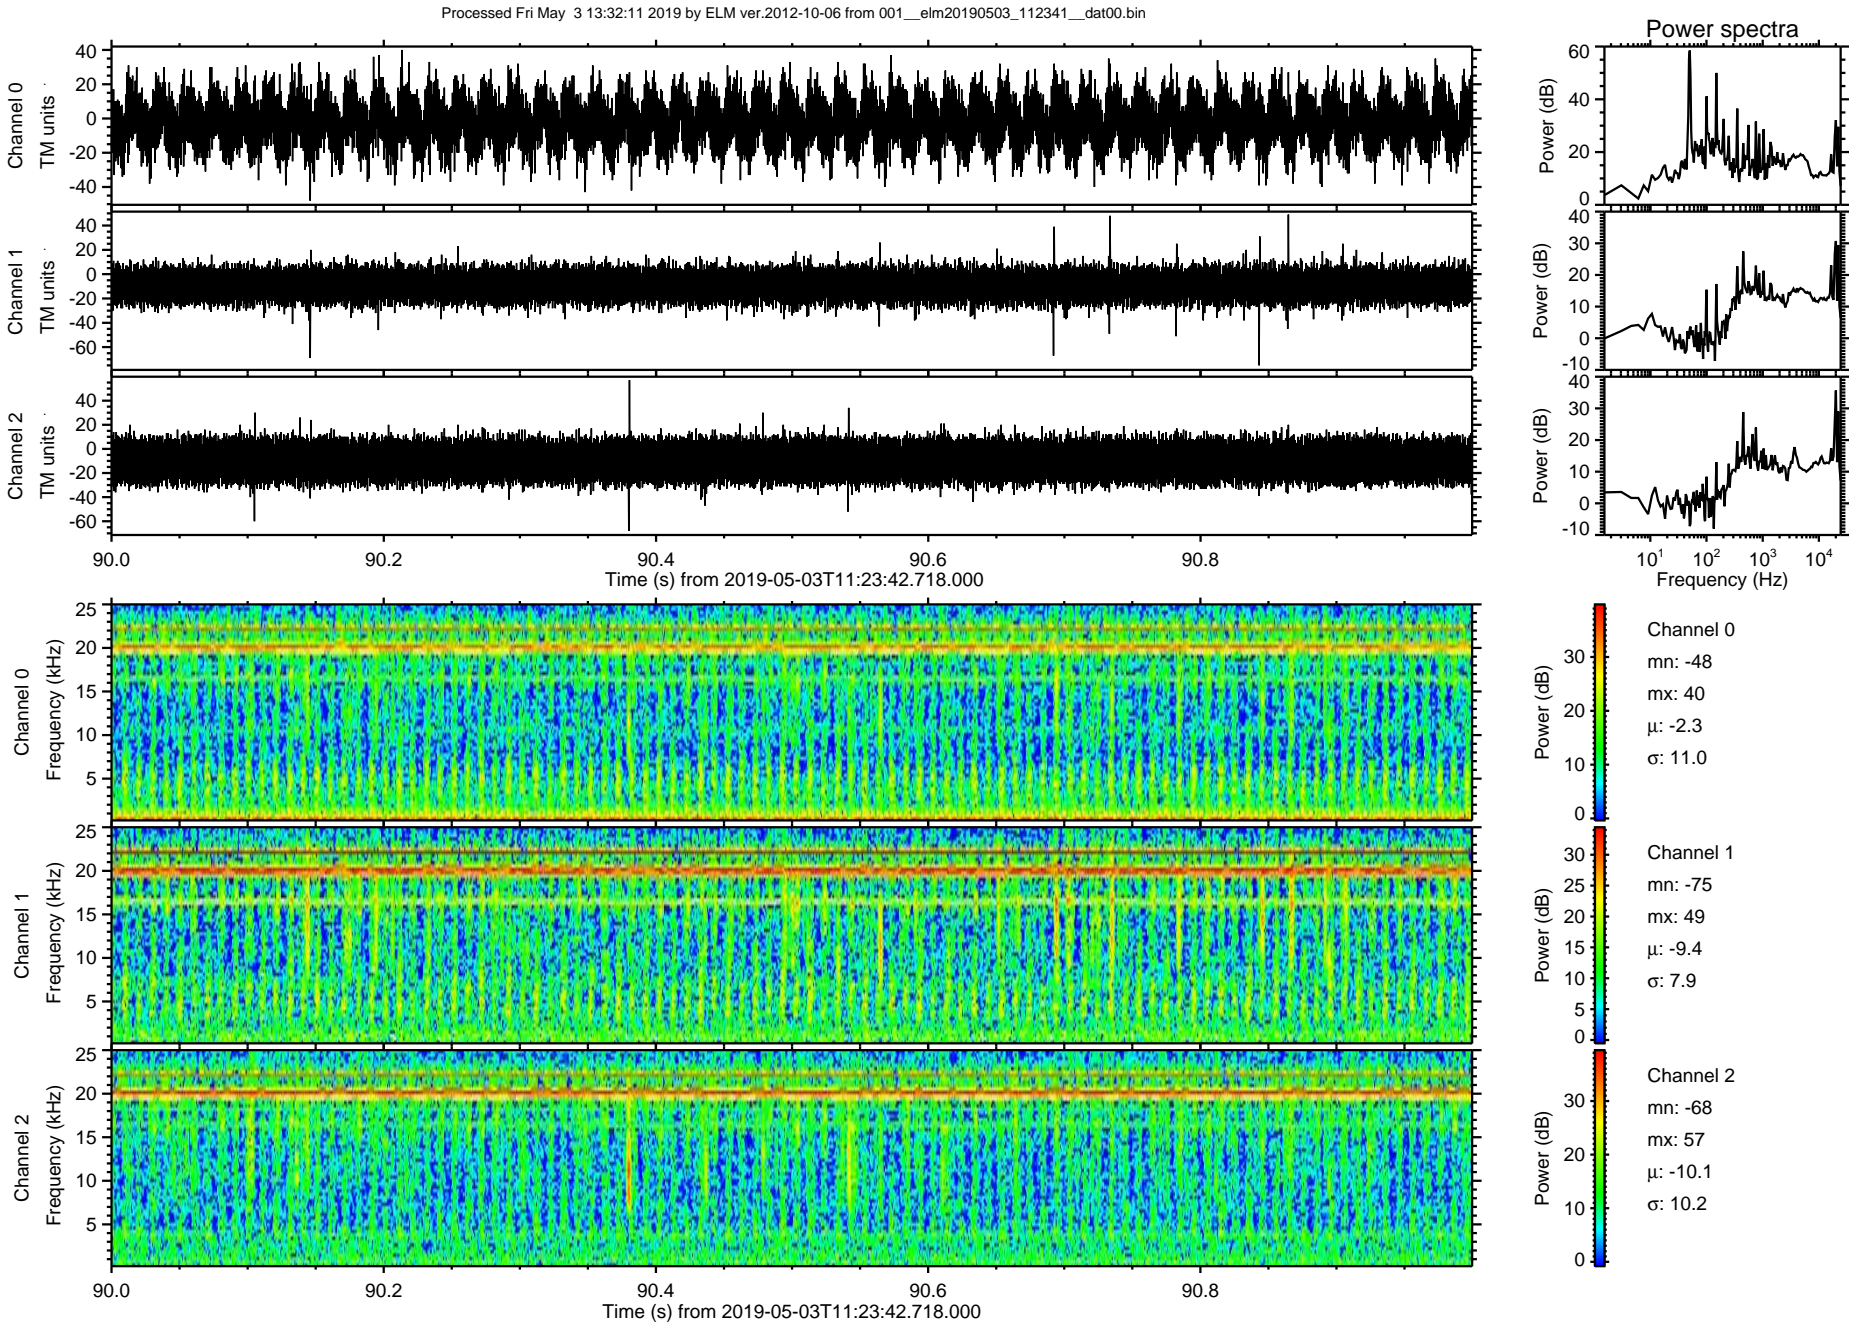 Processed Fri May  3 13:32:11 2019 by ELM ver.2012-10-06 from 001__elm20190503_112341__dat00.bin
Power spectra
Channel 0
TM units
40
20
0
-20
-40
Power (dB)
60
40
20
0
Channel 1
TM units
40
20
0
-20
-40
-60
Power (dB)
40
30
20
10
0
-10
Channel 2
TM units
40
20
0
-20
-40
-60
Power (dB)
40
30
20
10
0
-10
90.0 90.2 90.4 90.6 90.8
Time (s) from 2019-05-03T11:23:42.718.000
10^1 10^2 10^3 10^4
Frequency (Hz)
Channel 0
Frequency (kHz)
25
20
15
10
5
Power (dB)
30
20
10
0
Channel 0
mn: -48
mx: 40
μ: -2.3
σ: 11.0
Channel 1
Frequency (kHz)
25
20
15
10
5
Power (dB)
30
25
20
15
10
5
0
Channel 1
mn: -75
mx: 49
μ: -9.4
σ: 7.9
Channel 2
Frequency (kHz)
25
20
15
10
5
Power (dB)
30
20
10
0
Channel 2
mn: -68
mx: 57
μ: -10.1
σ: 10.2
90.0 90.2 90.4 90.6 90.8
Time (s) from 2019-05-03T11:23:42.718.000